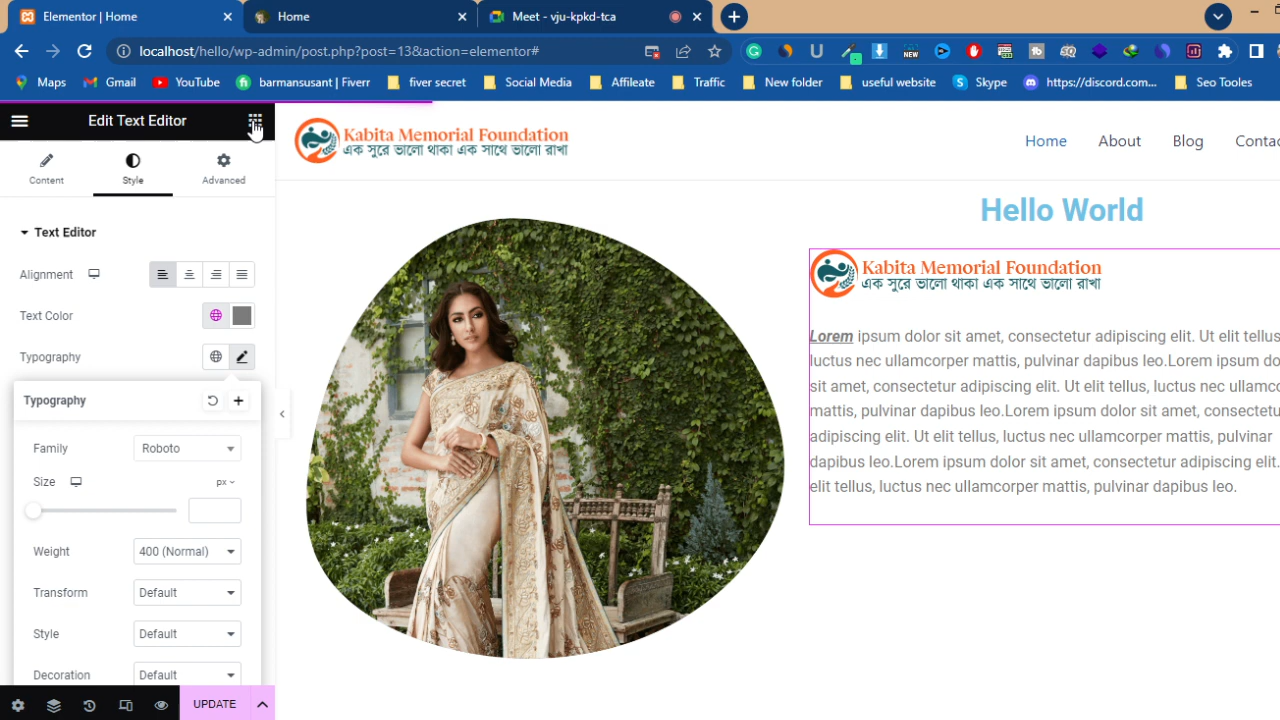 Elementor | Home
Home
Meet - vju-kpkd-tca
localhost/hello/wp-admin/post.php?post=13&action=elementor#
NEW
Maps
Gmail
YouTube
barmansusant | Fiverr
fiver secret
Social Media
Affileate
Traffic
New folder
useful website
Skype
https://discord.com...
Seo Tooles
Edit Text Editor
Content
Style
Advanced
Text Editor
Alignment
Text Color
Typography
Typography
Family
Roboto
Size
px
Weight
400 (Normal)
Transform
Default
Style
Default
Decoration
Default
UPDATE
Kabita Memorial Foundation
এক সুরে ভালো থাকা এক সাথে ভালো রাখা
Home
About
Blog
Contac
Hello World
Kabita Memorial Foundation
এক সুরে ভালো থাকা এক সাথে ভালো রাখা
Lorem ipsum dolor sit amet, consectetur adipiscing elit. Ut elit tellus
luctus nec ullamcorper mattis, pulvinar dapibus leo.Lorem ipsum do
sit amet, consectetur adipiscing elit. Ut elit tellus, luctus nec ullamco
mattis, pulvinar dapibus leo.Lorem ipsum dolor sit amet, consectetu
adipiscing elit. Ut elit tellus, luctus nec ullamcorper mattis, pulvinar
dapibus leo.Lorem ipsum dolor sit amet, consectetur adipiscing elit.
elit tellus, luctus nec ullamcorper mattis, pulvinar dapibus leo.